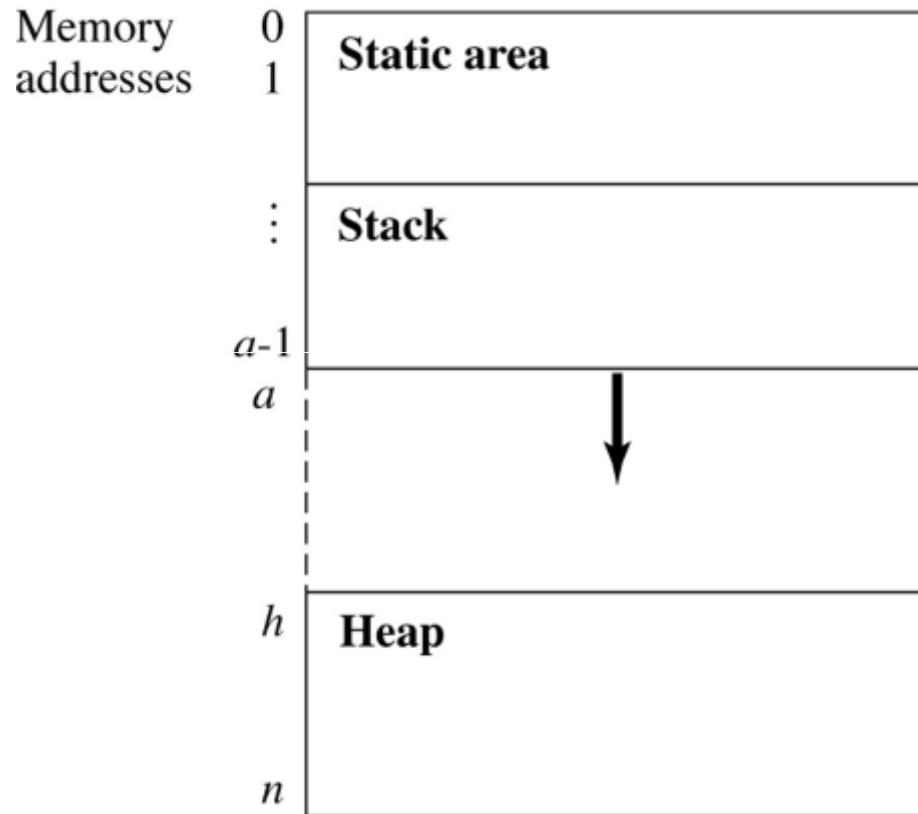 Memory
addresses
0
1
Static area
⋮
Stack
a-1
a
h
Heap
n